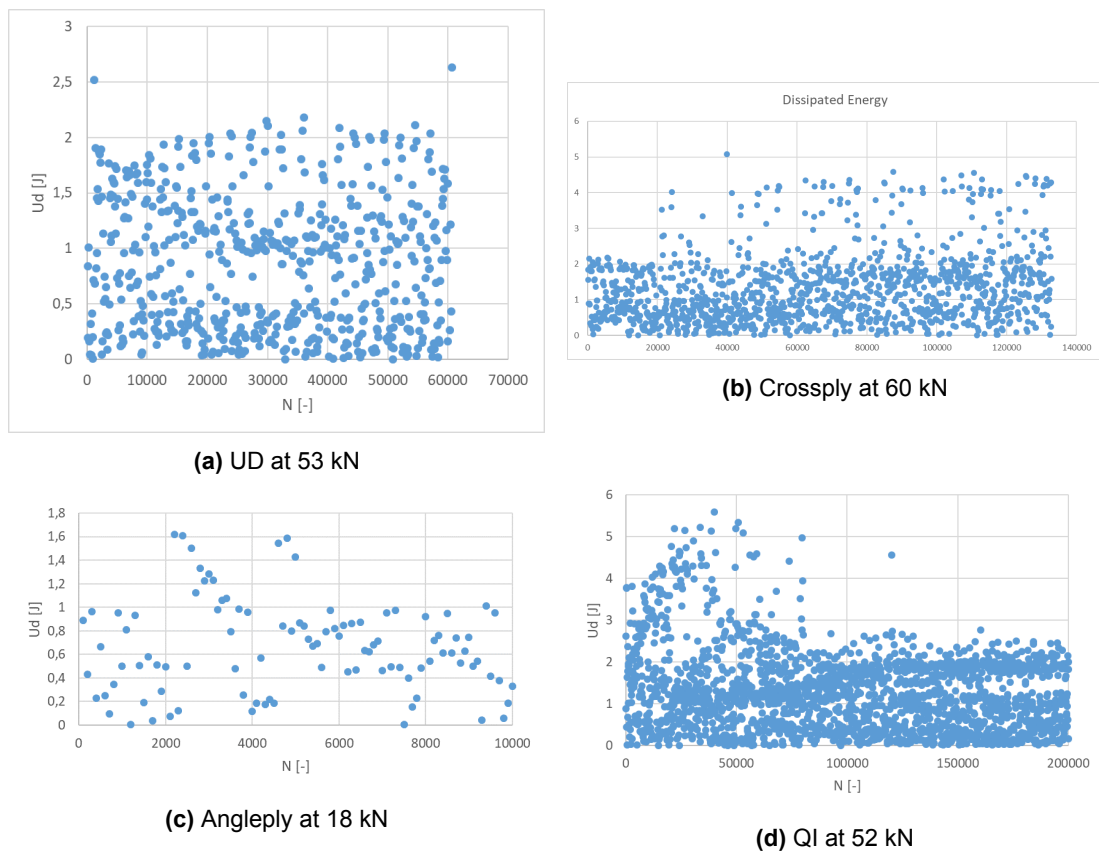 3
2,5
2
1,5
1
0,5
0
Ud [J]
0 10000 20000 30000 40000 50000 60000 70000
N [-]
(a) UD at 53 kN
Dissipated Energy
6
5
4
3
2
1
0
0 20000 40000 60000 80000 100000 120000 140000
(b) Crossply at 60 kN
1,8
1,6
1,4
1,2
1
0,8
0,6
0,4
0,2
0
Ud [J]
0 2000 4000 6000 8000 10000
N [-]
(c) Angleply at 18 kN
6
5
4
3
2
1
0
Ud [J]
0 50000 100000 150000 200000
N [-]
(d) QI at 52 kN